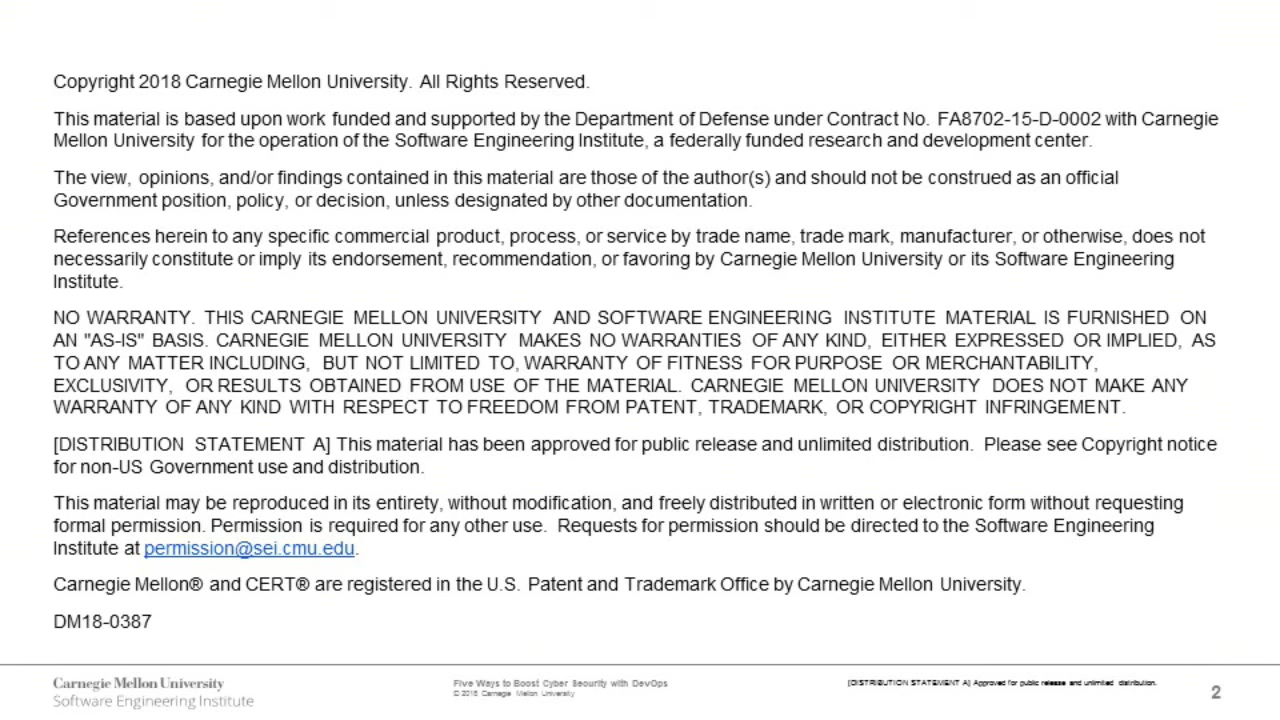 Copyright 2018 Carnegie Mellon University. All Rights Reserved.
This material is based upon work funded and supported by the Department of Defense under Contract No. FA8702-15-D-0002 with Carnegie
Mellon University for the operation of the Software Engineering Institute, a federally funded research and development center.
The view, opinions, and/or findings contained in this material are those of the author(s) and should not be construed as an official
Government position, policy, or decision, unless designated by other documentation.
References herein to any specific commercial product, process, or service by trade name, trade mark, manufacturer, or otherwise, does not
necessarily constitute or imply its endorsement, recommendation, or favoring by Carnegie Mellon University or its Software Engineering
Institute.
NO WARRANTY. THIS CARNEGIE MELLON UNIVERSITY AND SOFTWARE ENGINEERING INSTITUTE MATERIAL IS FURNISHED ON
AN "AS-IS" BASIS. CARNEGIE MELLON UNIVERSITY MAKES NO WARRANTIES OF ANY KIND, EITHER EXPRESSED OR IMPLIED, AS
TO ANY MATTER INCLUDING, BUT NOT LIMITED TO, WARRANTY OF FITNESS FOR PURPOSE OR MERCHANTABILITY,
EXCLUSIVITY, OR RESULTS OBTAINED FROM USE OF THE MATERIAL. CARNEGIE MELLON UNIVERSITY DOES NOT MAKE ANY
WARRANTY OF ANY KIND WITH RESPECT TO FREEDOM FROM PATENT, TRADEMARK, OR COPYRIGHT INFRINGEMENT.
[DISTRIBUTION STATEMENT A] This material has been approved for public release and unlimited distribution. Please see Copyright notice
for non-US Government use and distribution.
This material may be reproduced in its entirety, without modification, and freely distributed in written or electronic form without requesting
formal permission. Permission is required for any other use. Requests for permission should be directed to the Software Engineering
Institute at permission@sei.cmu.edu.
Carnegie Mellon® and CERT® are registered in the U.S. Patent and Trademark Office by Carnegie Mellon University.
DM18-0387
Carnegie Mellon University
Software Engineering Institute
Five Ways to Boost Cyber Security with DevOps
© 2018 Carnegie Mellon University
[DISTRIBUTION STATEMENT A] Approved for public release and unlimited distribution.
2